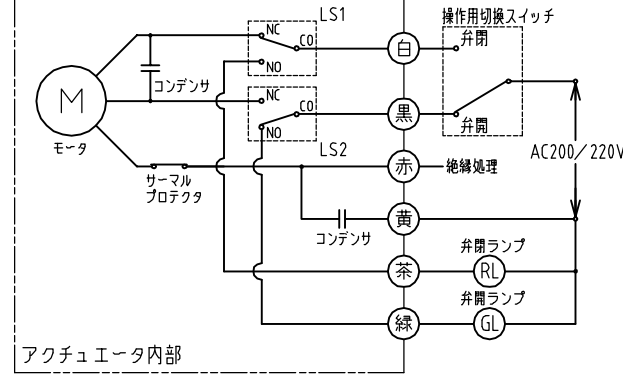 LS1
操作用切換スイッチ
NC
CO
NO
白
弁閉
コンデンサ
M
モータ
NC
CO
NO
黒
弁開
LS2
AC200/220V
サーマル
プロテクタ
赤
絶縁処理
黄
コンデンサ
弁閉ランプ
茶
RL
弁開ランプ
緑
GL
アクチュエータ内部